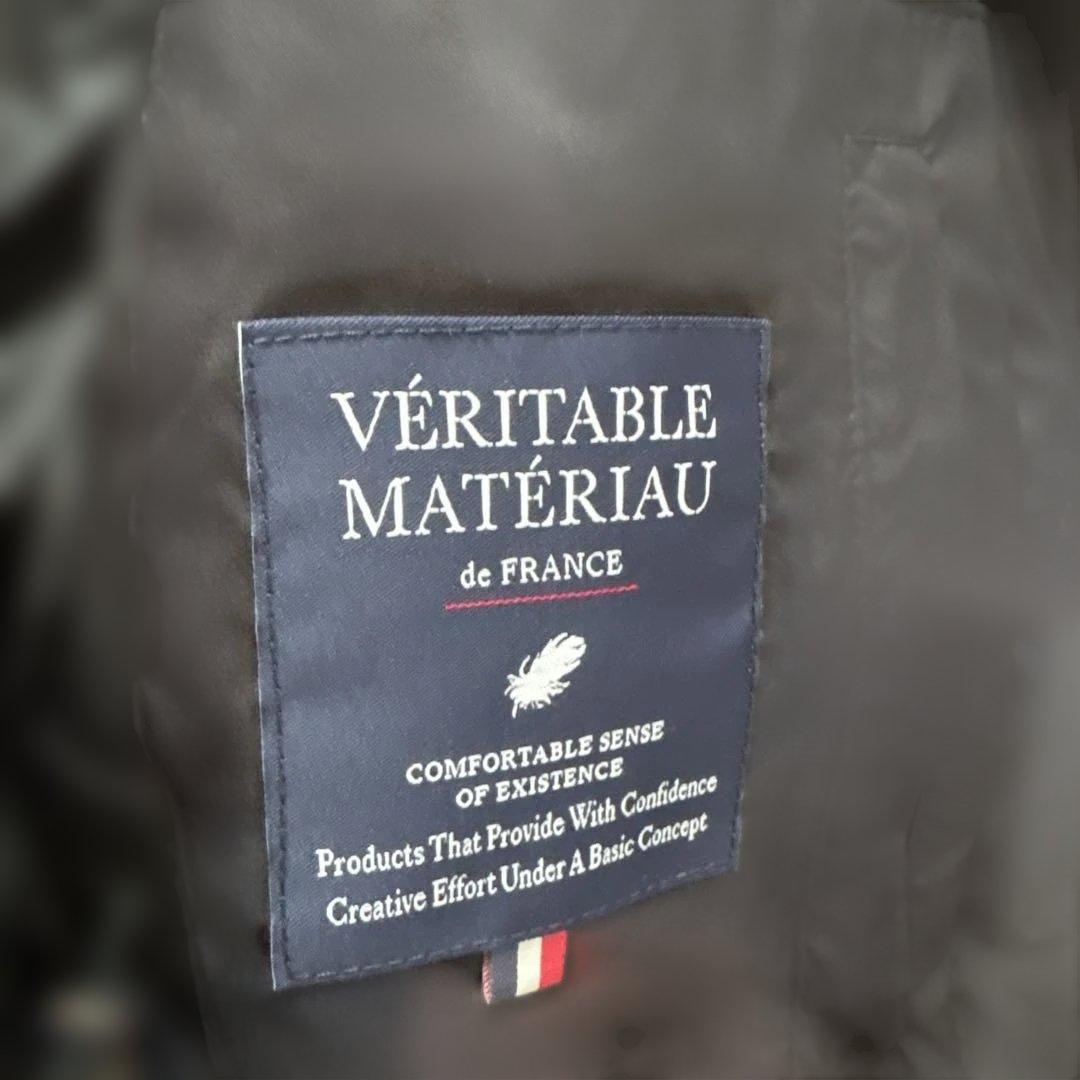 VÉRITABLE
MATÉRIAU
de FRANCE
COMFORTABLE SENSE
OF EXISTENCE
Products That Provide With Confidence
Creative Effort Under A Basic Concept